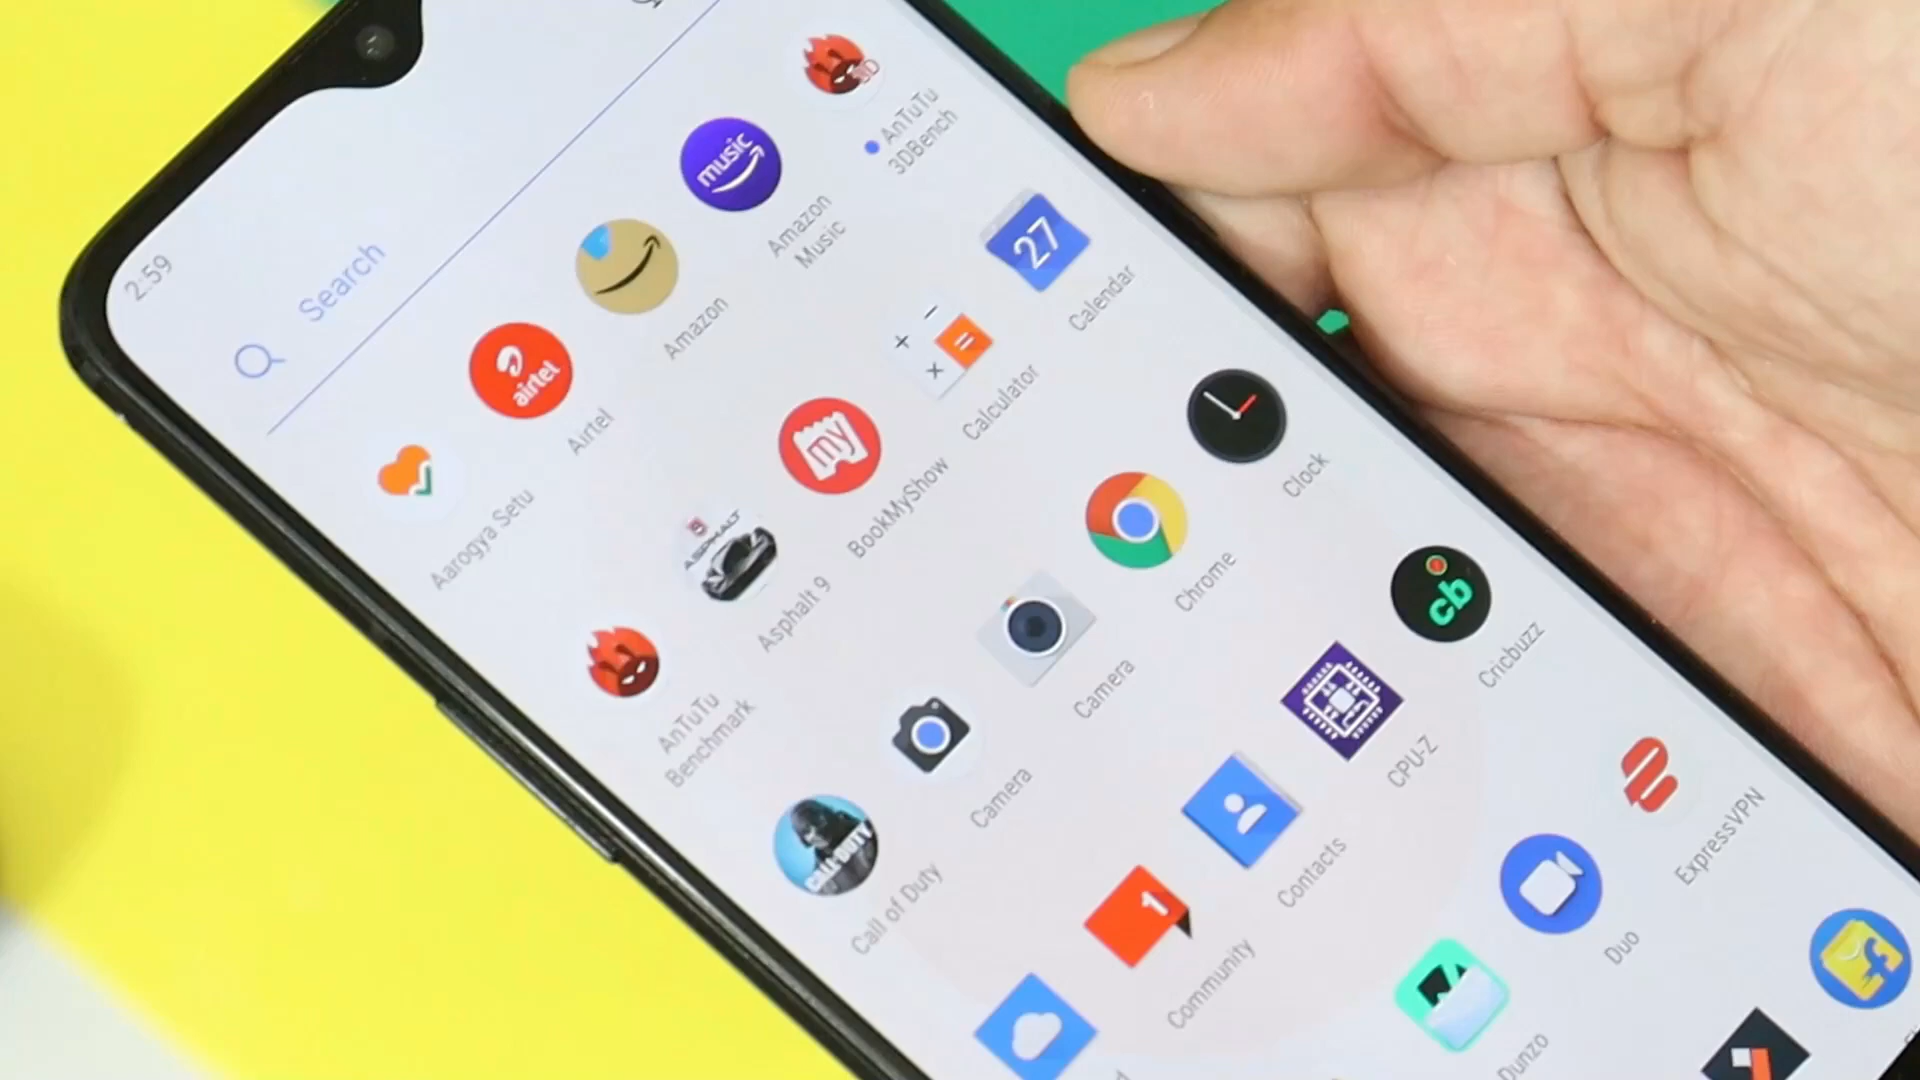 2:59
Search
airtel
music
my
27
+ −
× =
Aarogya Setu
Airtel
Amazon
Amazon
Music
AnTuTu
3DBench
ASPHALT
AnTuTu
Benchmark
Asphalt 9
BookMyShow
Calculator
Calendar
CALL·DUTY
Call of Duty
Camera
Camera
Chrome
Clock
1
cb
Community
Contacts
CPU-Z
Cricbuzz
f
Dunzo
Duo
ExpressVPN